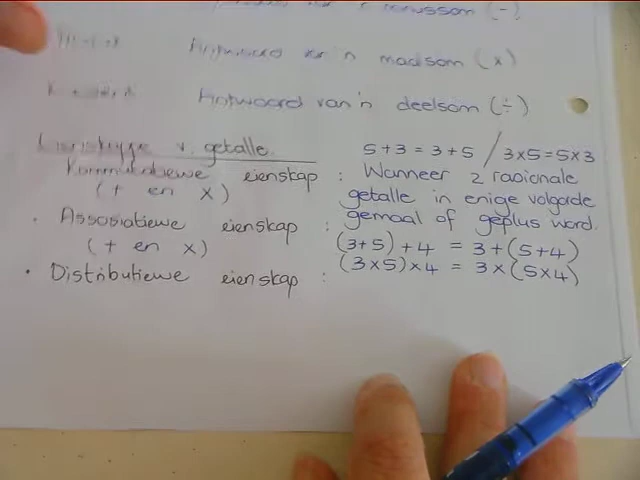 'n minussom (-)
Antwoord van 'n maalsom (x)
Antwoord van 'n deelsom (÷)
v. getalle
5+3 = 3+5 / 3x5=5x3
Kommutatiewe eienskap : Wanneer 2 rasionale
(+ en x) getalle in enige volgorde
gemaal of geplus word.
• Assosiatiewe eienskap : (3+5)+4 = 3+(5+4)
(+ en x) (3x5)x4 = 3x(5x4)
• Distributiewe eienskap :